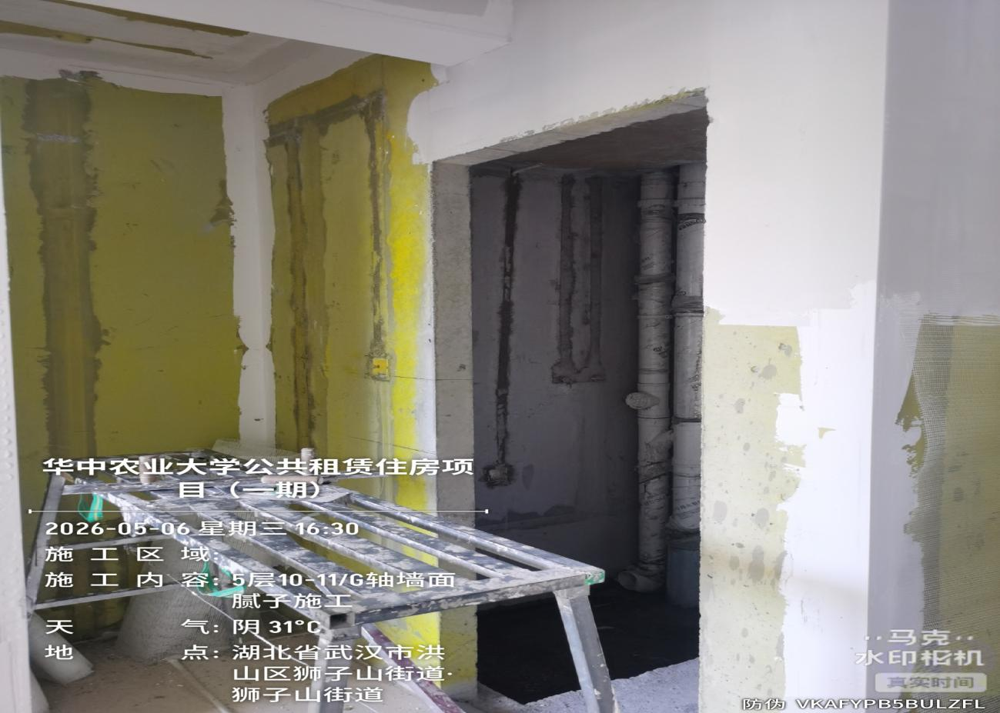 华中农业大学公共租赁住房项
目（一期）
2026-05-06 星期三 16:30
施工区域:
施工内容: 5层10-11/G轴墙面
腻子施工
天气: 阴 31°C
地点: 湖北省武汉市洪
山区狮子山街道·
狮子山街道
马克
水印相机
真实时间
防伪 VKAFYPB5BULZFL